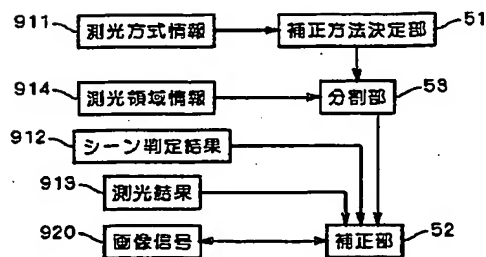 911 測光方式情報 補正方法決定部 51
914 測光領域情報 分割部 53
912 シーン判定結果
913 測光結果
920 画像信号 補正部 52